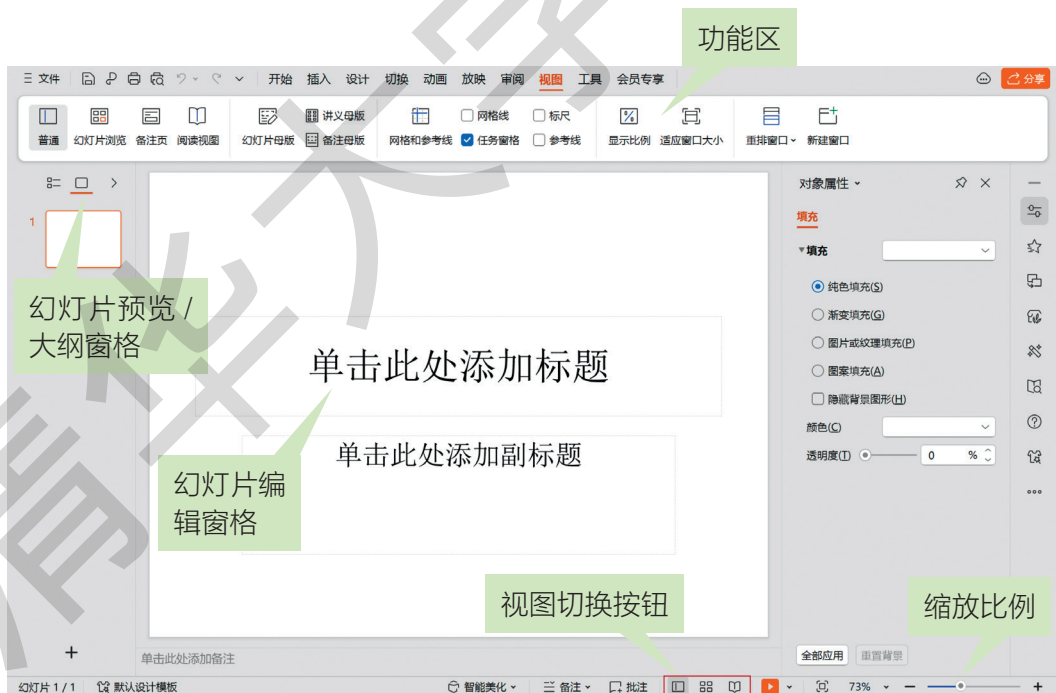 功能区
三 文件 开始 插入 设计 切换 动画 放映 审阅 视图 工具 会员专享 分享
讲义母版 网格线 标尺
普通 幻灯片浏览 备注页 阅读视图 幻灯片母版 备注母版 网格和参考线 任务窗格 参考线 显示比例 适应窗口大小 重排窗口 新建窗口
对象属性
1
填充
填充
幻灯片预览 /
大纲窗格
纯色填充(S)
渐变填充(G)
图片或纹理填充(P)
图案填充(A)
隐藏背景图形(H)
颜色(C)
透明度(T) 0 %
单击此处添加标题
单击此处添加副标题
幻灯片编
辑窗格
视图切换按钮
缩放比例
单击此处添加备注
全部应用 重置背景
幻灯片 1 / 1 默认设计模板 智能美化 备注 批注 73% − +
清华大学